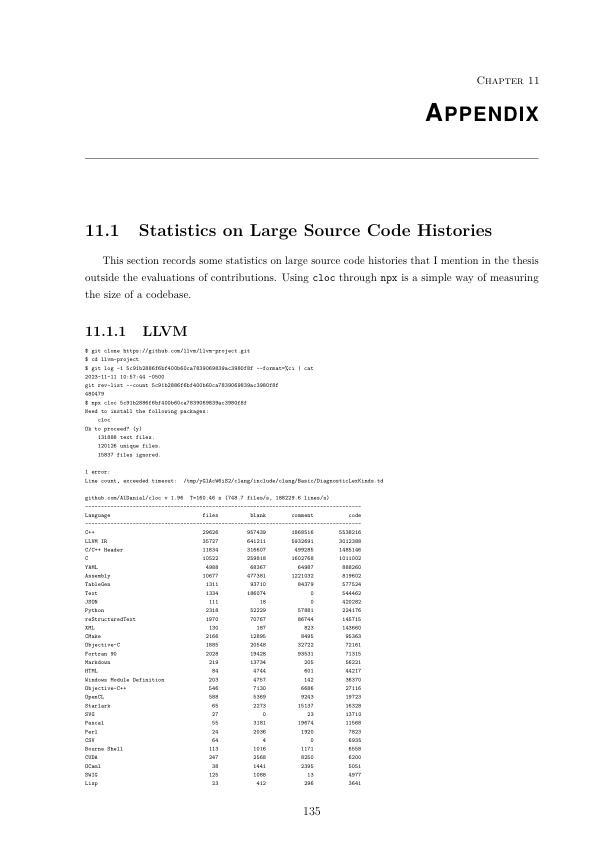 CHAPTER 11
APPENDIX
11.1 Statistics on Large Source Code Histories
This section records some statistics on large source code histories that I mention in the thesis
outside the evaluations of contributions. Using cloc through npx is a simple way of measuring
the size of a codebase.
11.1.1 LLVM
$ git clone https://github.com/llvm/llvm-project.git
$ cd llvm-project
$ git log -1 5c91b2886f6bf400b60ca7839069839ac3980f8f --format=%ci | cat
2023-11-11 10:57:44 -0500
git rev-list --count 5c91b2886f6bf400b60ca7839069839ac3980f8f
480479
$ npx cloc 5c91b2886f6bf400b60ca7839069839ac3980f8f
Need to install the following packages:
cloc
Ok to proceed? (y)
131888 text files.
120126 unique files.
15837 files ignored.
1 error:
Line count, exceeded timeout: /tmp/yG1AcW6iS2/clang/include/clang/Basic/DiagnosticLexKinds.td
github.com/AlDanial/cloc v 1.96 T=160.46 s (748.7 files/s, 188229.6 lines/s)
--------------------------------------------------------------------------------
Language files blank comment code
--------------------------------------------------------------------------------
C++ 29626 957439 1868516 5538216
LLVM IR 35727 641211 5932691 3012388
C/C++ Header 11834 316607 499285 1485146
C 10522 259818 1602768 1011002
YAML 4988 68367 64987 888260
Assembly 10677 477381 1221032 819602
TableGen 1311 93710 84379 577524
Text 1334 186074 0 544462
JSON 111 18 0 420282
Python 2318 52229 57881 224176
reStructuredText 1970 70767 86744 145715
XML 130 187 823 143660
CMake 2166 12895 8495 95363
Objective-C 1885 20548 32722 72161
Fortran 90 2028 19428 93531 71315
Markdown 219 13734 205 56221
HTML 84 4744 601 44217
Windows Module Definition 203 4757 142 36370
Objective-C++ 546 7130 6686 27116
OpenCL 588 5369 9243 19723
Starlark 65 2273 15137 16328
SVG 27 0 23 13710
Pascal 55 3181 19674 11568
Perl 24 2036 1920 7823
CSV 64 4 0 6935
Bourne Shell 113 1016 1171 6558
CUDA 247 2568 8250 6200
OCaml 38 1441 2395 5051
SWIG 125 1088 13 4977
Lisp 23 412 296 3641
135